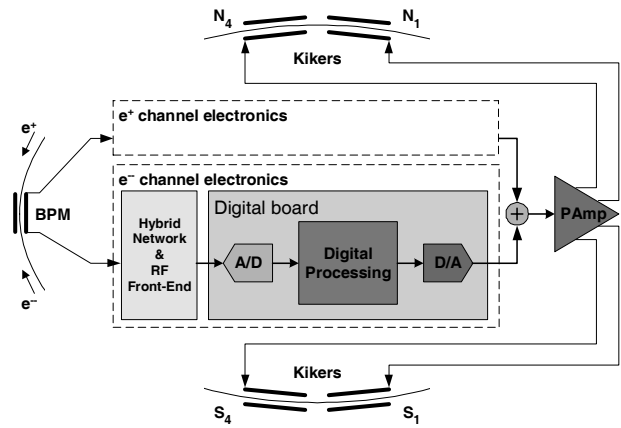 N4 N1
Kikers
e+ channel electronics
e+
e− channel electronics
BPM
Digital board
Hybrid
Network
&
RF
Front-End
A/D
Digital
Processing
D/A
+
PAmp
e−
Kikers
S4 S1